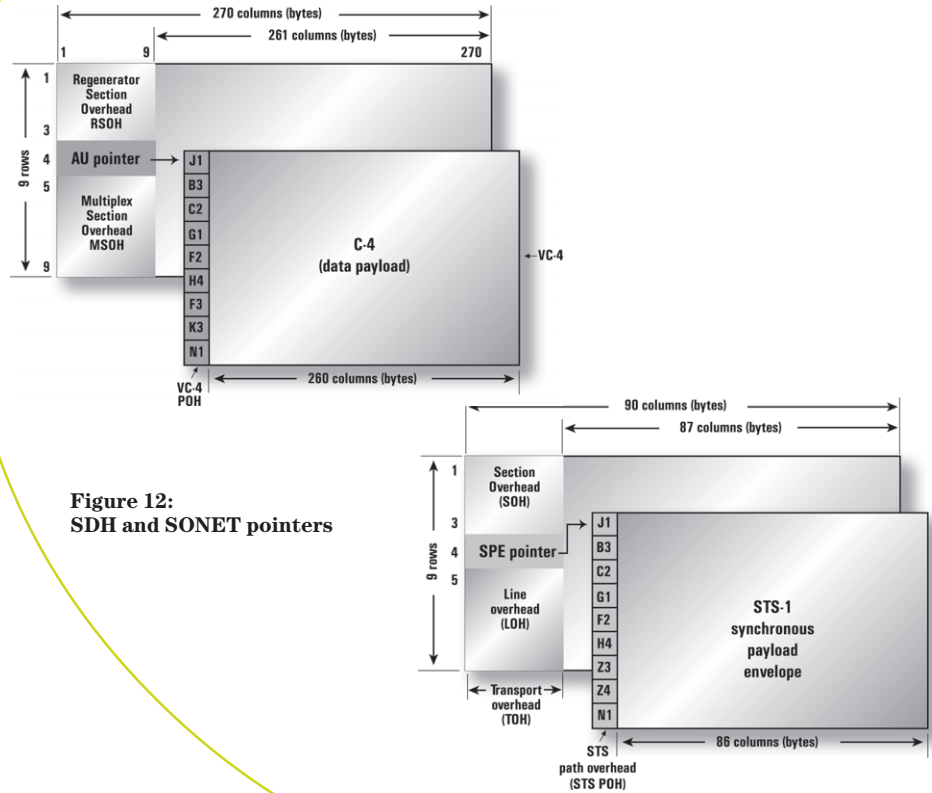 270 columns (bytes)
261 columns (bytes)
1 9 270
1
Regenerator
Section
Overhead
RSOH
3
4
AU pointer
5
9 rows
Multiplex
Section
Overhead
MSOH
9
J1
B3
C2
G1
F2
H4
F3
K3
N1
C-4
(data payload)
VC-4
VC-4
POH
260 columns (bytes)
Figure 12:
SDH and SONET pointers
90 columns (bytes)
87 columns (bytes)
1
Section
Overhead
(SOH)
3
4
SPE pointer
5
9 rows
Line
overhead
(LOH)
Transport
overhead
(TOH)
J1
B3
C2
G1
F2
H4
Z3
Z4
N1
STS-1
synchronous
payload
envelope
STS
path overhead
(STS POH)
86 columns (bytes)